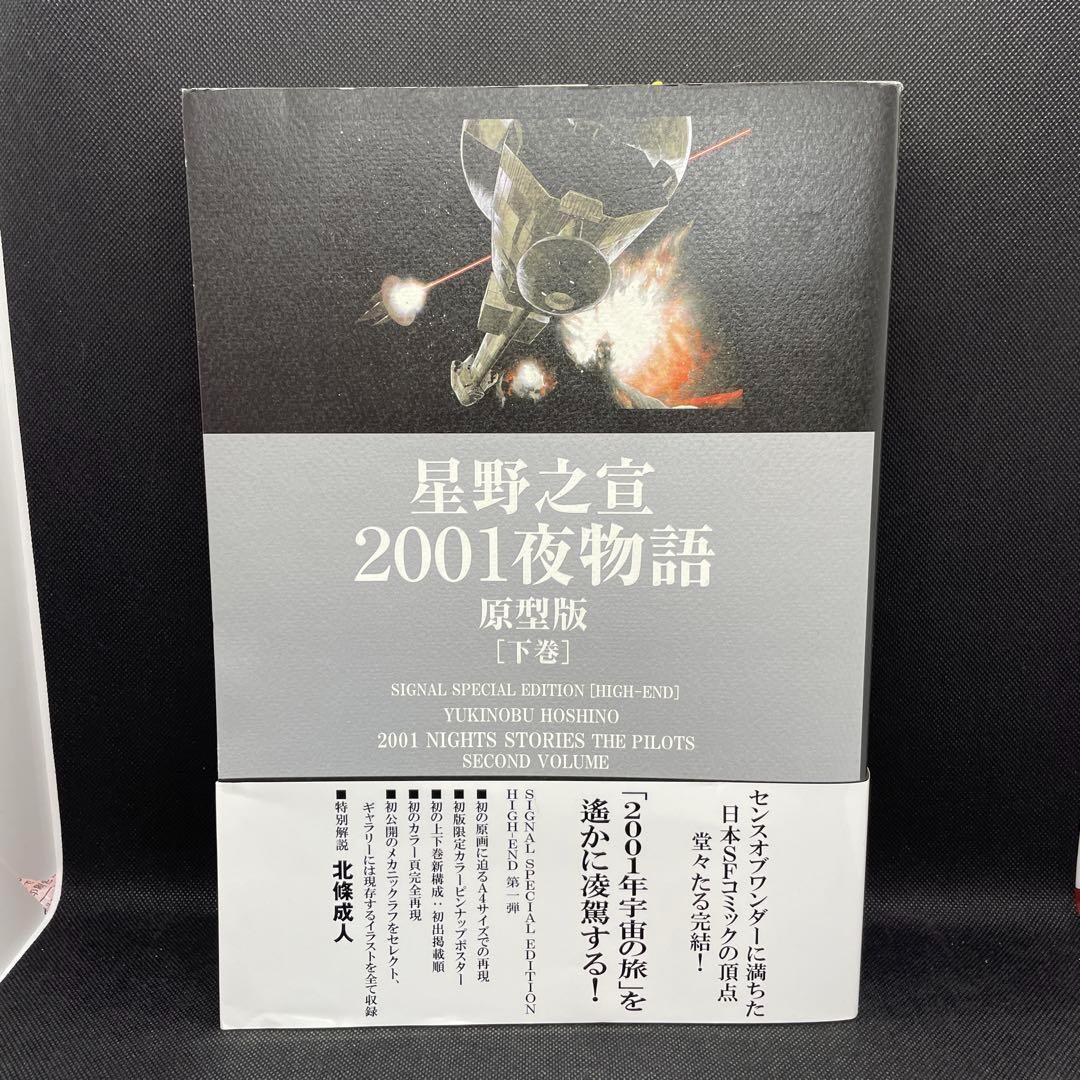 星野之宣
2001夜物語
原型版
[下巻]
SIGNAL SPECIAL EDITION [HIGH-END]
YUKINOBU HOSHINO
2001 NIGHTS STORIES THE PILOTS
SECOND VOLUME
センスオブワンダーに満ちた
日本SFコミックの頂点
堂々たる完結!
「2001年宇宙の旅」を
遙かに凌駕する!
SIGNAL SPECIAL EDITION
HIGH-END 第一弾
■初の原画に迫るA4サイズでの再現
■初版限定カラーピンナップポスター
■初の上下巻新構成:初出掲載順
■初のカラー頁完全再現
■初公開のメカニックラフをセレクト、
ギャラリーには現存するイラストを全て収録
■特別解説 北條成人